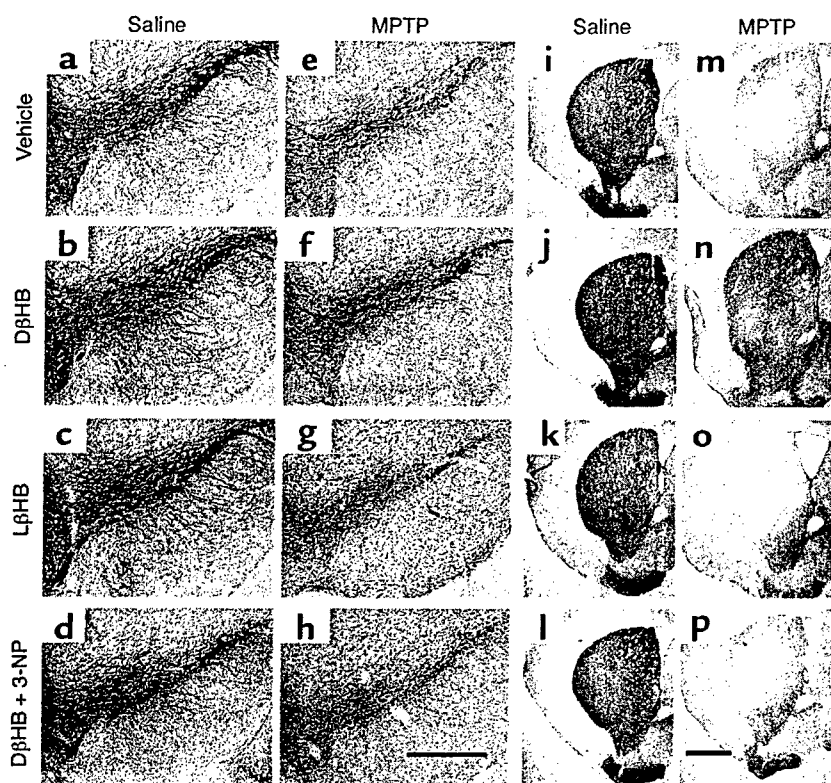 Saline MPTP Saline MPTP
Vehicle a e i m
DβHB b f j n
LβHB c g k o
DβHB + 3-NP d h l p